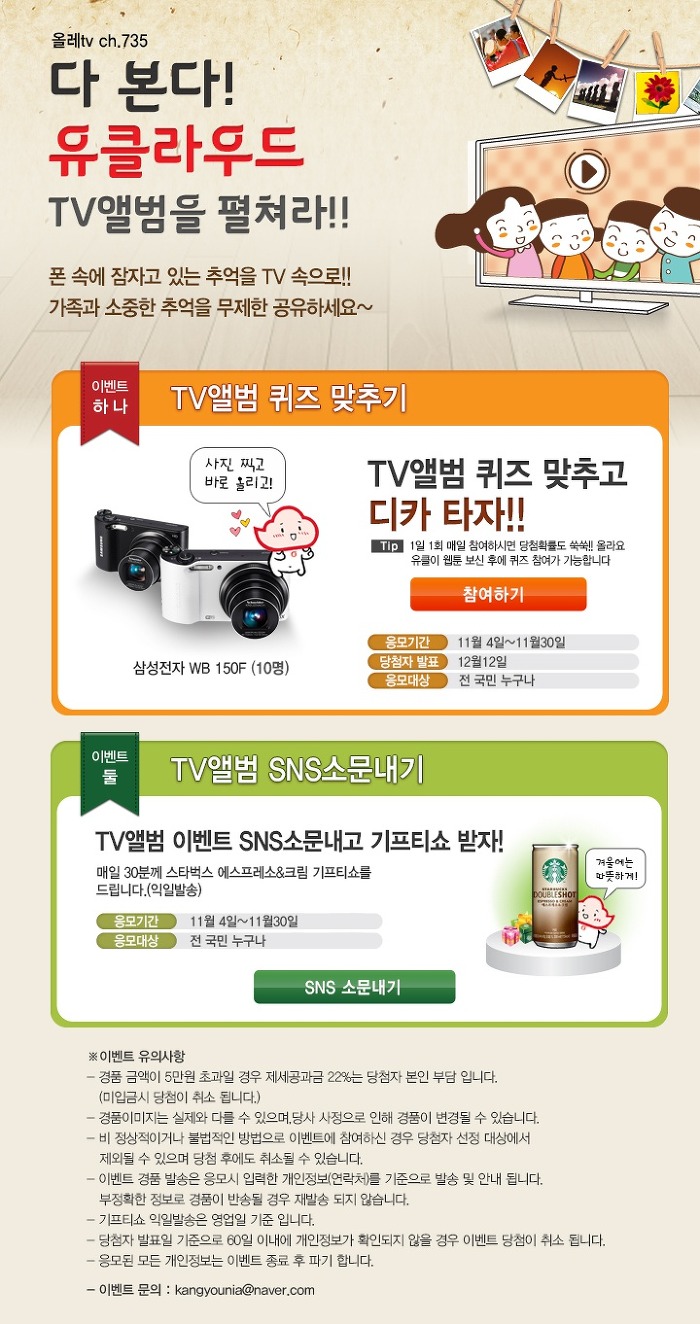 올레tv ch.735
다 본다!
유클라우드
TV앨범을 펼쳐라!!
폰 속에 잠자고 있는 추억을 TV 속으로!!
가족과 소중한 추억을 무제한 공유하세요~
이벤트
하나
TV앨범 퀴즈 맞추기
사진 찍고
바로 올리고!
SAMSUNG
삼성전자 WB 150F (10명)
TV앨범 퀴즈 맞추고
디카 타자!!
Tip 1일 1회 매일 참여하시면 당첨확률도 쑥쑥!! 올라요
유클이 웹툰 보신 후에 퀴즈 참여가 가능합니다
참여하기
응모기간 11월 4일~11월30일
당첨자 발표 12월12일
응모대상 전 국민 누구나
이벤트
둘
TV앨범 SNS소문내기
TV앨범 이벤트 SNS소문내고 기프티쇼 받자!
매일 30분께 스타벅스 에스프레소&크림 기프티쇼를
드립니다.(익일발송)
응모기간 11월 4일~11월30일
응모대상 전 국민 누구나
겨울에는
따뜻하게!
STARBUCKS
DOUBLESHOT
ESPRESSO & CREAM
에스프레소&크림
SNS 소문내기
※이벤트 유의사항
– 경품 금액이 5만원 초과일 경우 제세공과금 22%는 당첨자 본인 부담 입니다.
(미입금시 당첨이 취소 됩니다.)
– 경품이미지는 실제와 다를 수 있으며,당사 사정으로 인해 경품이 변경될 수 있습니다.
– 비 정상적이거나 불법적인 방법으로 이벤트에 참여하신 경우 당첨자 선정 대상에서
제외될 수 있으며 당첨 후에도 취소될 수 있습니다.
– 이벤트 경품 발송은 응모시 입력한 개인정보(연락처)를 기준으로 발송 및 안내 됩니다.
부정확한 정보로 경품이 반송될 경우 재발송 되지 않습니다.
– 기프티쇼 익일발송은 영업일 기준 입니다.
– 당첨자 발표일 기준으로 60일 이내에 개인정보가 확인되지 않을 경우 이벤트 당첨이 취소 됩니다.
– 응모된 모든 개인정보는 이벤트 종료 후 파기 합니다.
– 이벤트 문의 : kangyounia@naver.com